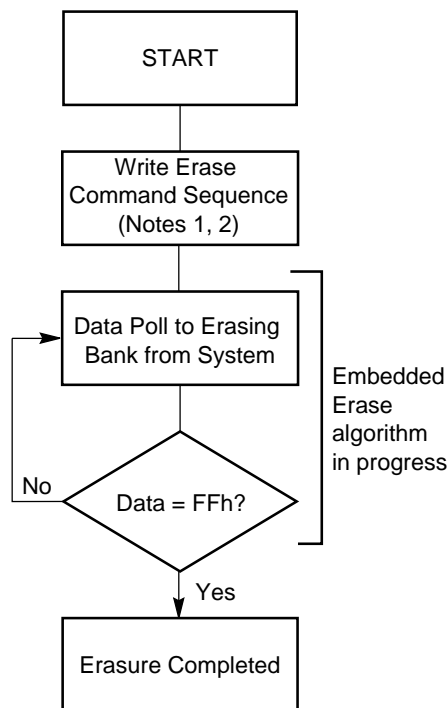 START
Write Erase
Command Sequence
(Notes 1, 2)
Data Poll to Erasing
Bank from System
Embedded
Erase
algorithm
in progress
No
Data = FFh?
Yes
Erasure Completed